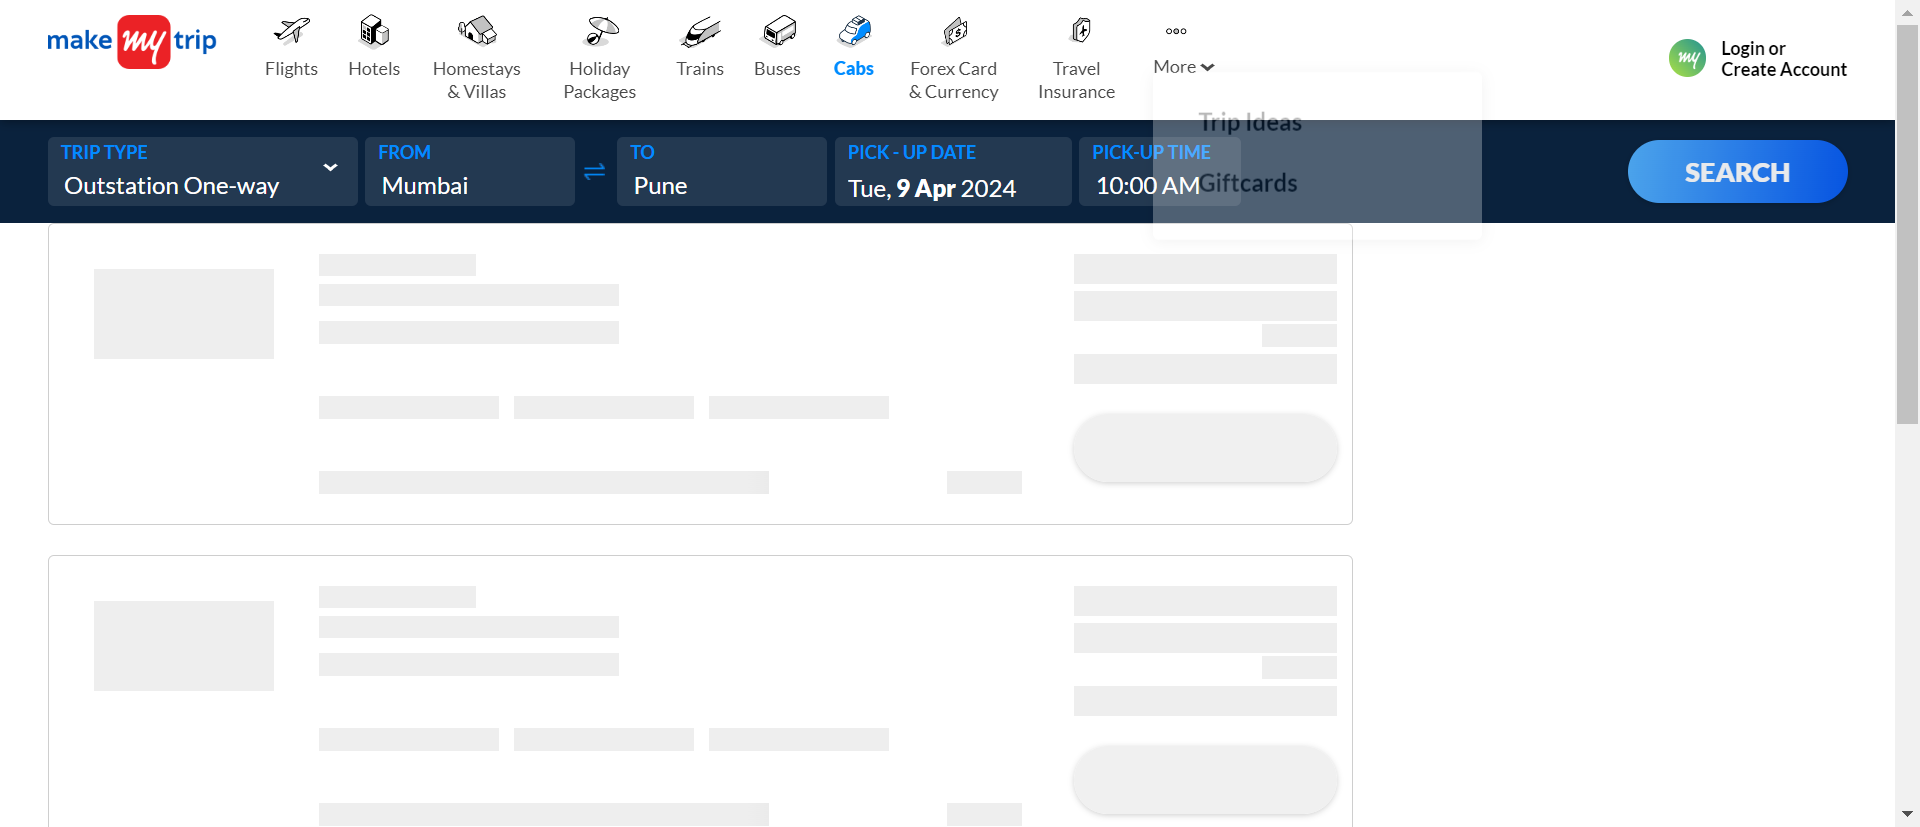 make my trip
Flights
Hotels
Homestays
& Villas
Holiday
Packages
Trains
Buses
Cabs
Forex Card
& Currency
Travel
Insurance
More
my
Login or
Create Account
Trip Ideas
Giftcards
TRIP TYPE
Outstation One-way
FROM
Mumbai
TO
Pune
PICK - UP DATE
Tue, 9 Apr 2024
PICK-UP TIME
10:00 AM
SEARCH